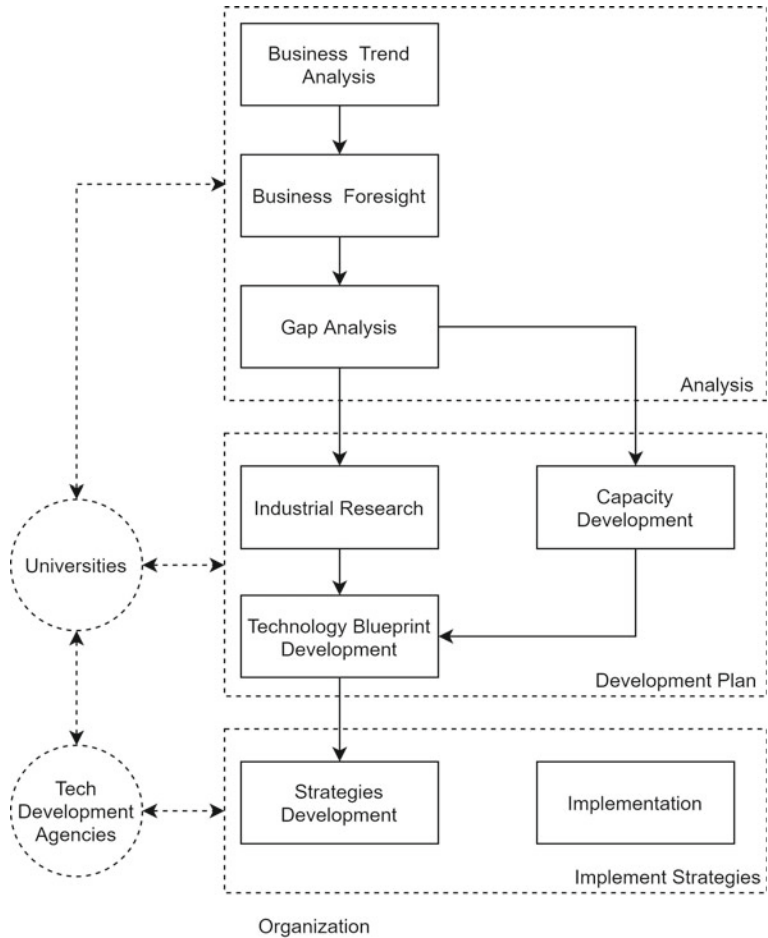 Business Trend
Analysis
Business Foresight
Gap Analysis
Analysis
Industrial Research
Capacity
Development
Universities
Technology Blueprint
Development
Development Plan
Tech
Development
Agencies
Strategies
Development
Implementation
Implement Strategies
Organization